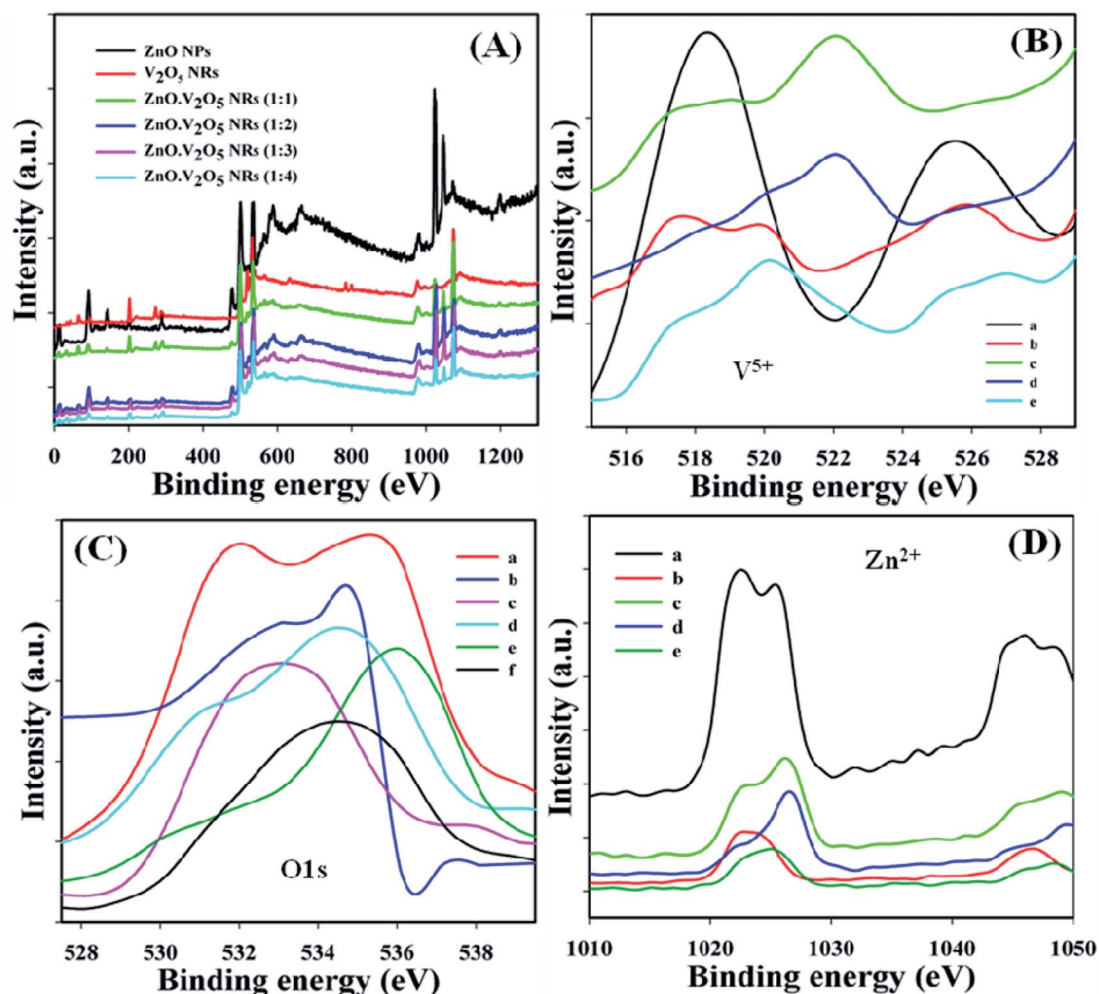 (A)
ZnO NPs
V₂O₅ NRs
ZnO.V₂O₅ NRs (1:1)
ZnO.V₂O₅ NRs (1:2)
ZnO.V₂O₅ NRs (1:3)
ZnO.V₂O₅ NRs (1:4)
Intensity (a.u.)
0 200 400 600 800 1000 1200
Binding energy (eV)
(B)
Intensity (a.u.)
V⁵⁺
a
b
c
d
e
516 518 520 522 524 526 528
Binding energy (eV)
(C)
a
b
c
d
e
f
Intensity (a.u.)
O1s
528 530 532 534 536 538
Binding energy (eV)
(D)
Zn²⁺
a
b
c
d
e
Intensity (a.u.)
1010 1020 1030 1040 1050
Binding energy (eV)